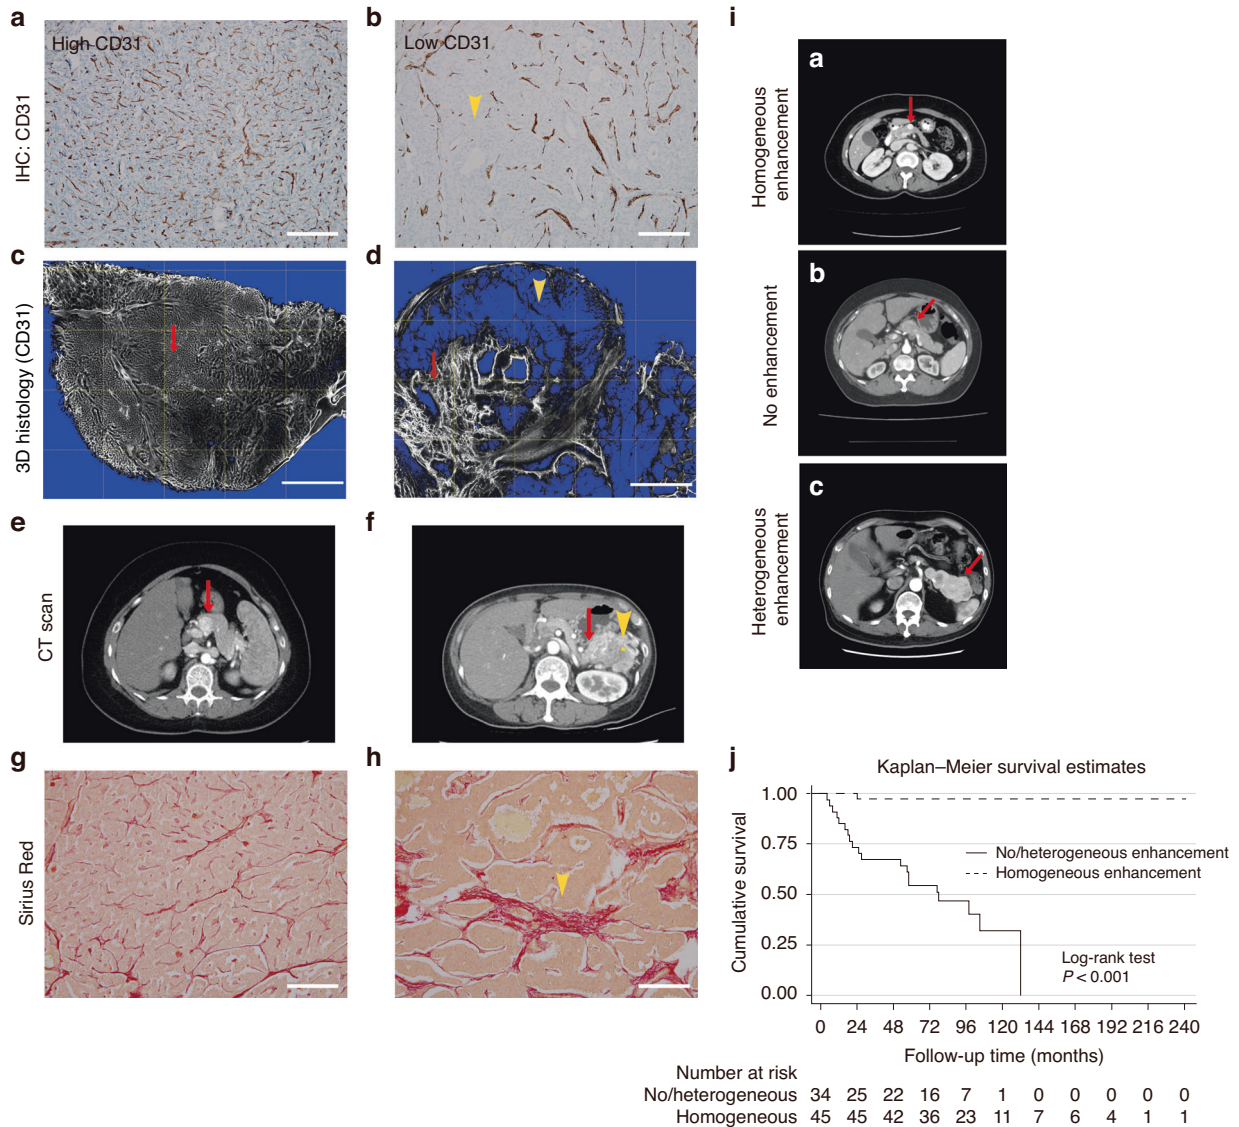 a
High CD31
IHC: CD31
b
Low CD31
c
3D histology (CD31)
d
e
CT scan
f
g
Sirius Red
h
i
a
Homogeneous
enhancement
b
No enhancement
c
Heterogeneous
enhancement
j
Kaplan–Meier survival estimates
Cumulative survival
1.00
0.75
0.50
0.25
0.00
No/heterogeneous enhancement
Homogeneous enhancement
Log-rank test
P < 0.001
0 24 48 72 96 120 144 168 192 216 240
Follow-up time (months)
Number at risk
No/heterogeneous 34 25 22 16 7 1 0 0 0 0 0
Homogeneous 45 45 42 36 23 11 7 6 4 1 1